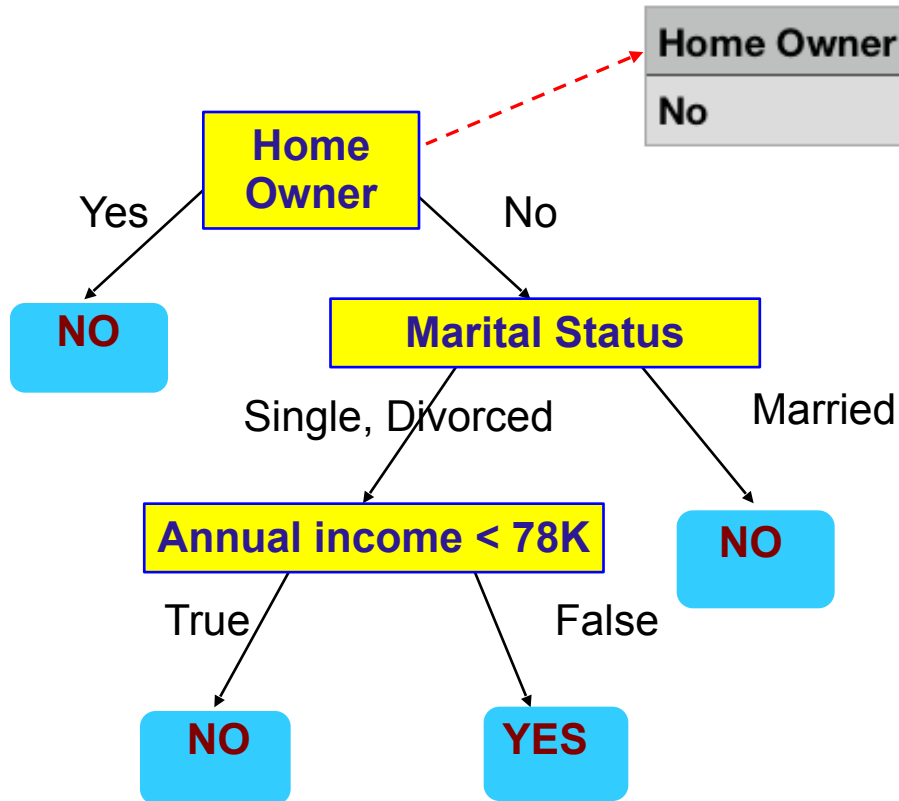 Home Owner
No
Home
Owner
Yes
No
NO
Marital Status
Single, Divorced
Married
Annual income < 78K
NO
True
False
NO
YES